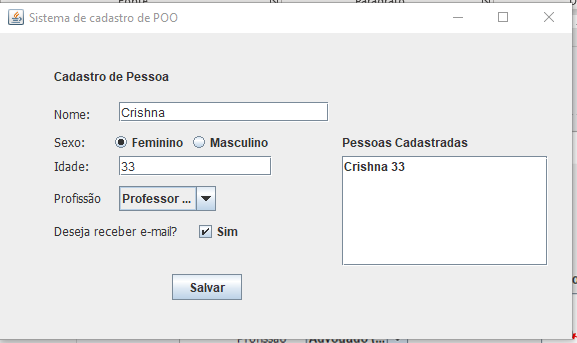 Sistema de cadastro de POO
Cadastro de Pessoa
Nome: Crishna
Sexo: Feminino Masculino
Idade: 33
Profissão Professor ...
Deseja receber e-mail? Sim
Salvar
Pessoas Cadastradas
Crishna 33